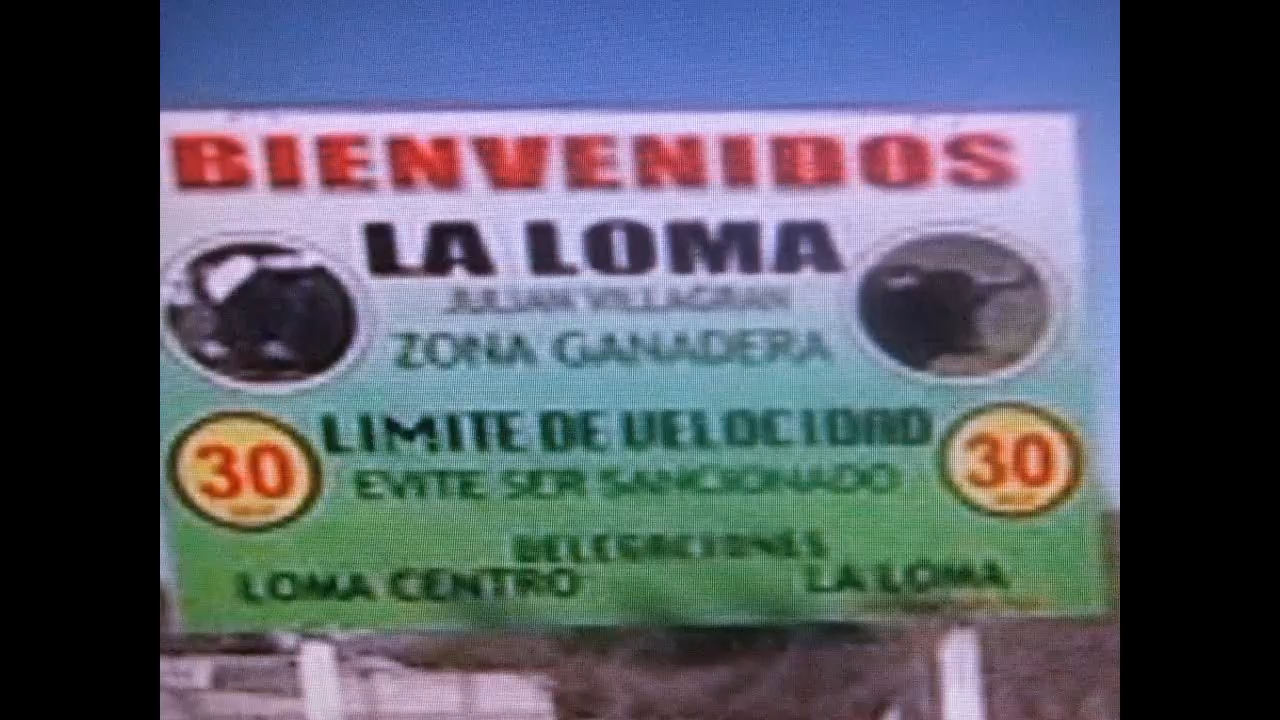 BIENVENIDOS
LA LOMA
JULIAN VILLAGRAN
ZONA GANADERA
30 LIMITE DE VELOCIDAD 30
EVITE SER SANCIONADO
DELEGACIONES
LOMA CENTRO LA LOMA